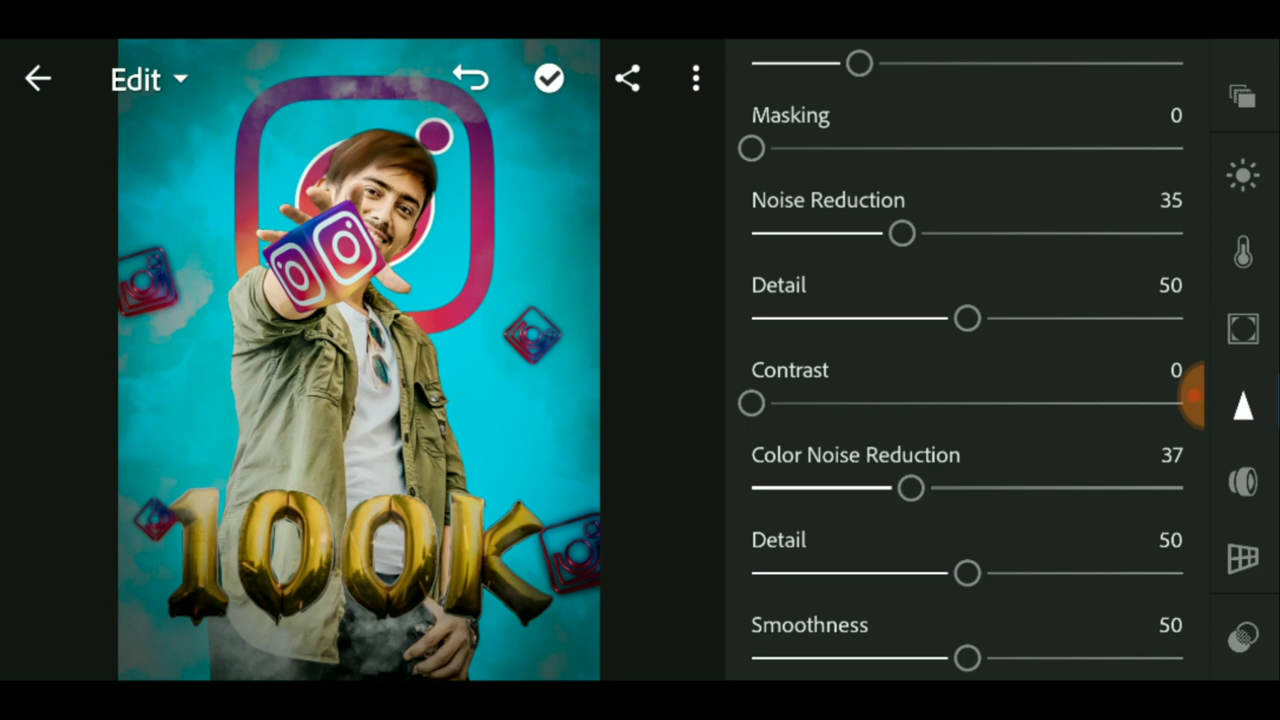 Edit
Masking 0
Noise Reduction 35
Detail 50
Contrast 0
Color Noise Reduction 37
Detail 50
Smoothness 50
100K